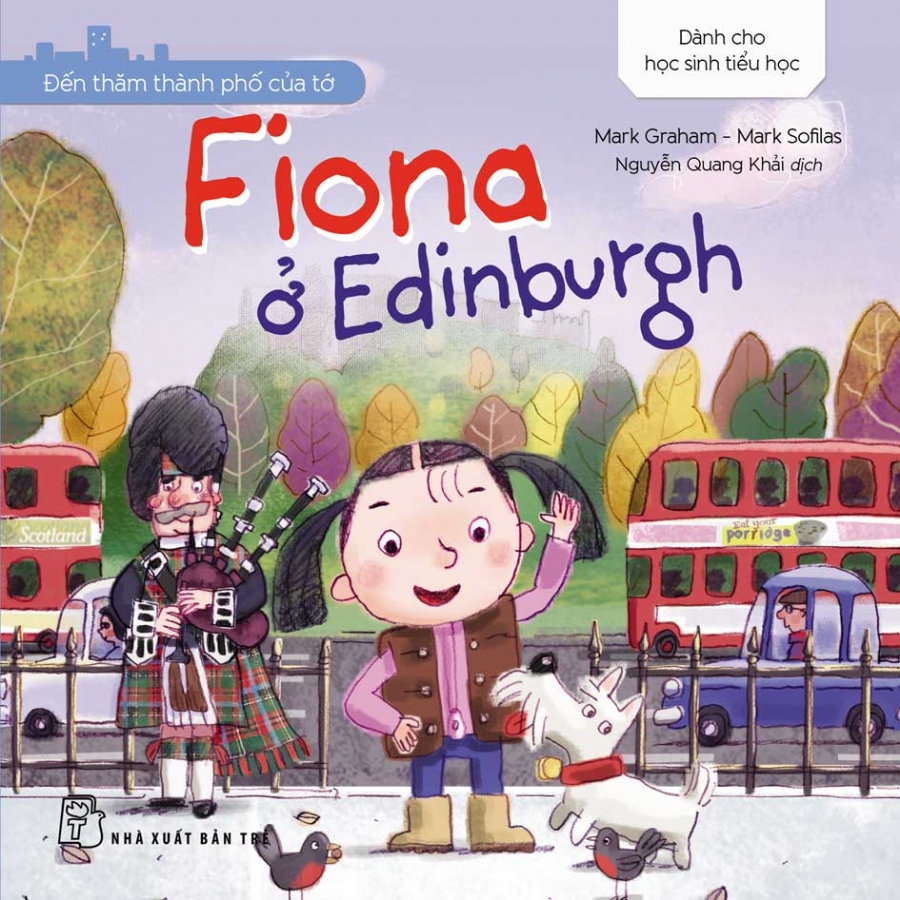 Dành cho
học sinh tiểu học
Đến thăm thành phố của tớ
Mark Graham - Mark Sofilas
Nguyễn Quang Khải dịch
Fiona
ở Edinburgh
Scotland
Eat your
porridge
NHÀ XUẤT BẢN TRẺ